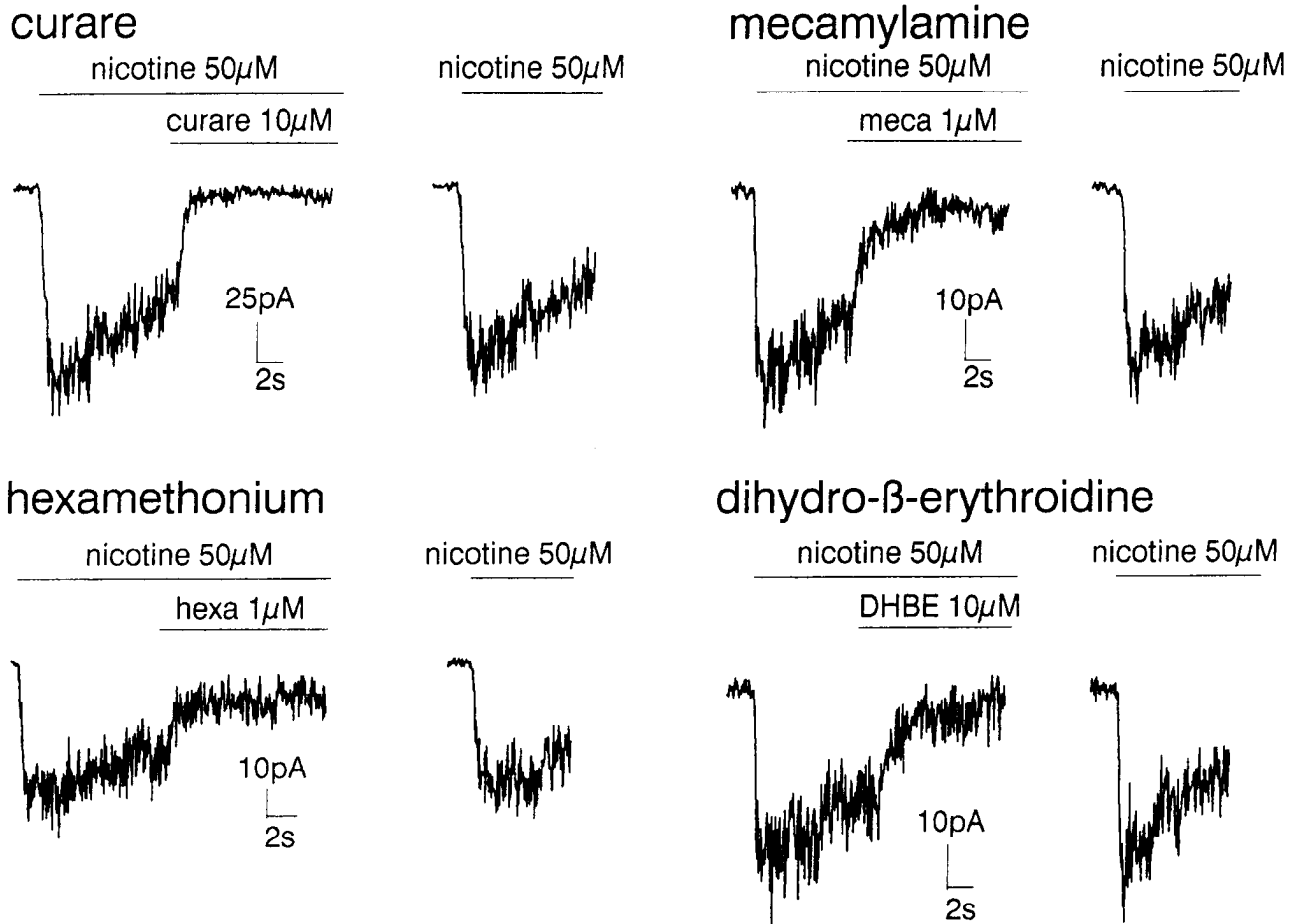 curare
nicotine 50µM
nicotine 50µM
curare 10µM
25pA
2s
mecamylamine
nicotine 50µM
nicotine 50µM
meca 1µM
10pA
2s
hexamethonium
nicotine 50µM
nicotine 50µM
hexa 1µM
10pA
2s
dihydro-ß-erythroidine
nicotine 50µM
nicotine 50µM
DHBE 10µM
10pA
2s